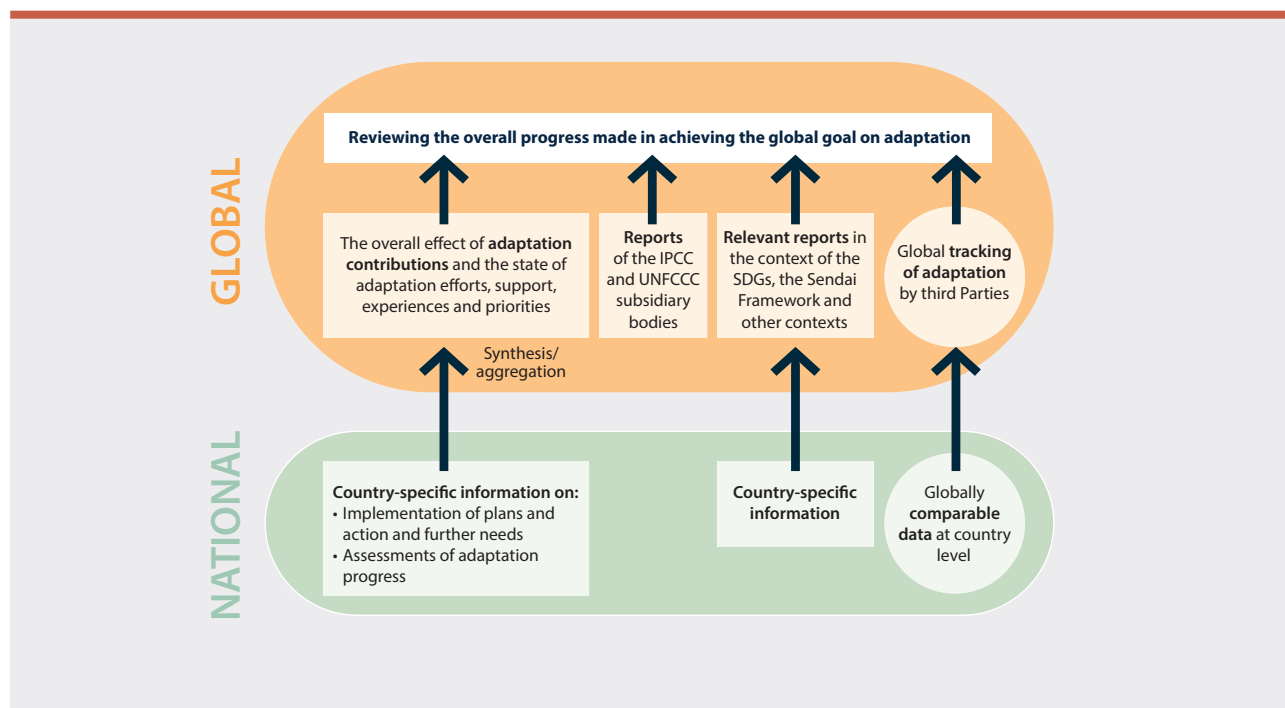 GLOBAL
Reviewing the overall progress made in achieving the global goal on adaptation
The overall effect of adaptation
contributions and the state of
adaptation efforts, support,
experiences and priorities
Reports
of the IPCC
and UNFCCC
subsidiary
bodies
Relevant reports in
the context of the
SDGs, the Sendai
Framework and
other contexts
Global tracking
of adaptation
by third Parties
Synthesis/
aggregation
NATIONAL
Country-specific information on:
• Implementation of plans and
action and further needs
• Assessments of adaptation
progress
Country-specific
information
Globally
comparable
data at country
level